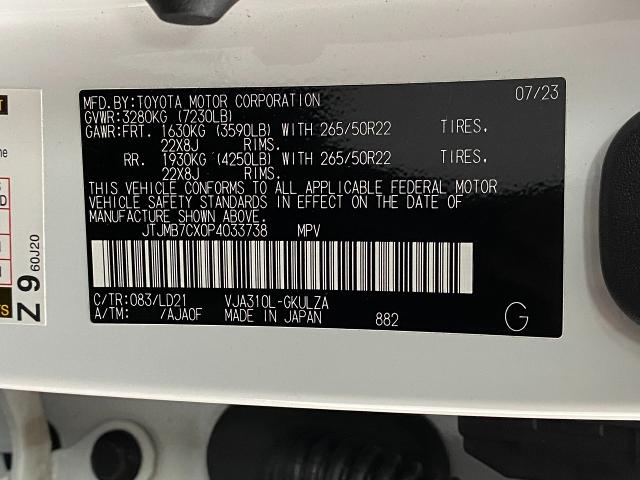 MFD.BY:TOYOTA MOTOR CORPORATION 07/23
GVWR:3280KG (7230LB)
GAWR:FRT. 1630KG (3590LB) WITH 265/50R22 TIRES.
22X8J RIMS.
RR. 1930KG (4250LB) WITH 265/50R22 TIRES.
22X8J RIMS.
THIS VEHICLE CONFORMS TO ALL APPLICABLE FEDERAL MOTOR
VEHICLE SAFETY STANDARDS IN EFFECT ON THE DATE OF
MANUFACTURE SHOWN ABOVE.
JTJMB7CX0P4033738 MPV
C/TR:083/LD21 VJA310L-GKULZA
A/TM: /AJA0F MADE IN JAPAN 882
G
Z 9 60J20